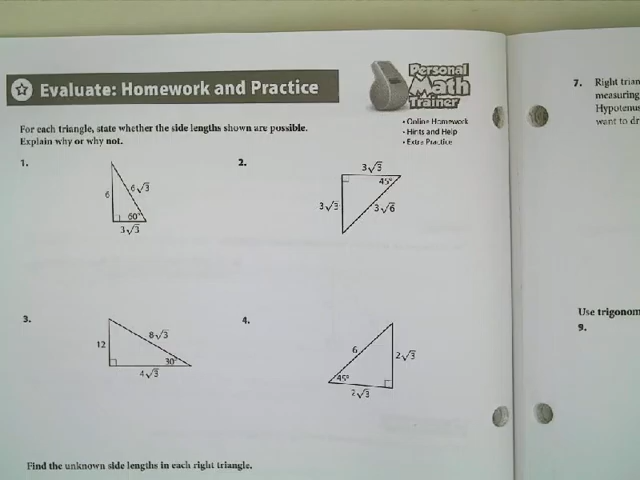 Evaluate: Homework and Practice
Personal
Math
Trainer
• Online Homework
• Hints and Help
• Extra Practice
For each triangle, state whether the side lengths shown are possible.
Explain why or why not.
1.
6
6√3
60°
3√3
2.
3√3
45°
3√3
3√6
3.
12
8√3
30°
4√3
4.
6
2√3
45°
2√3
Find the unknown side lengths in each right triangle.
7. Right trian
measuring
Hypotenus
want to dr
Use trigonom
9.